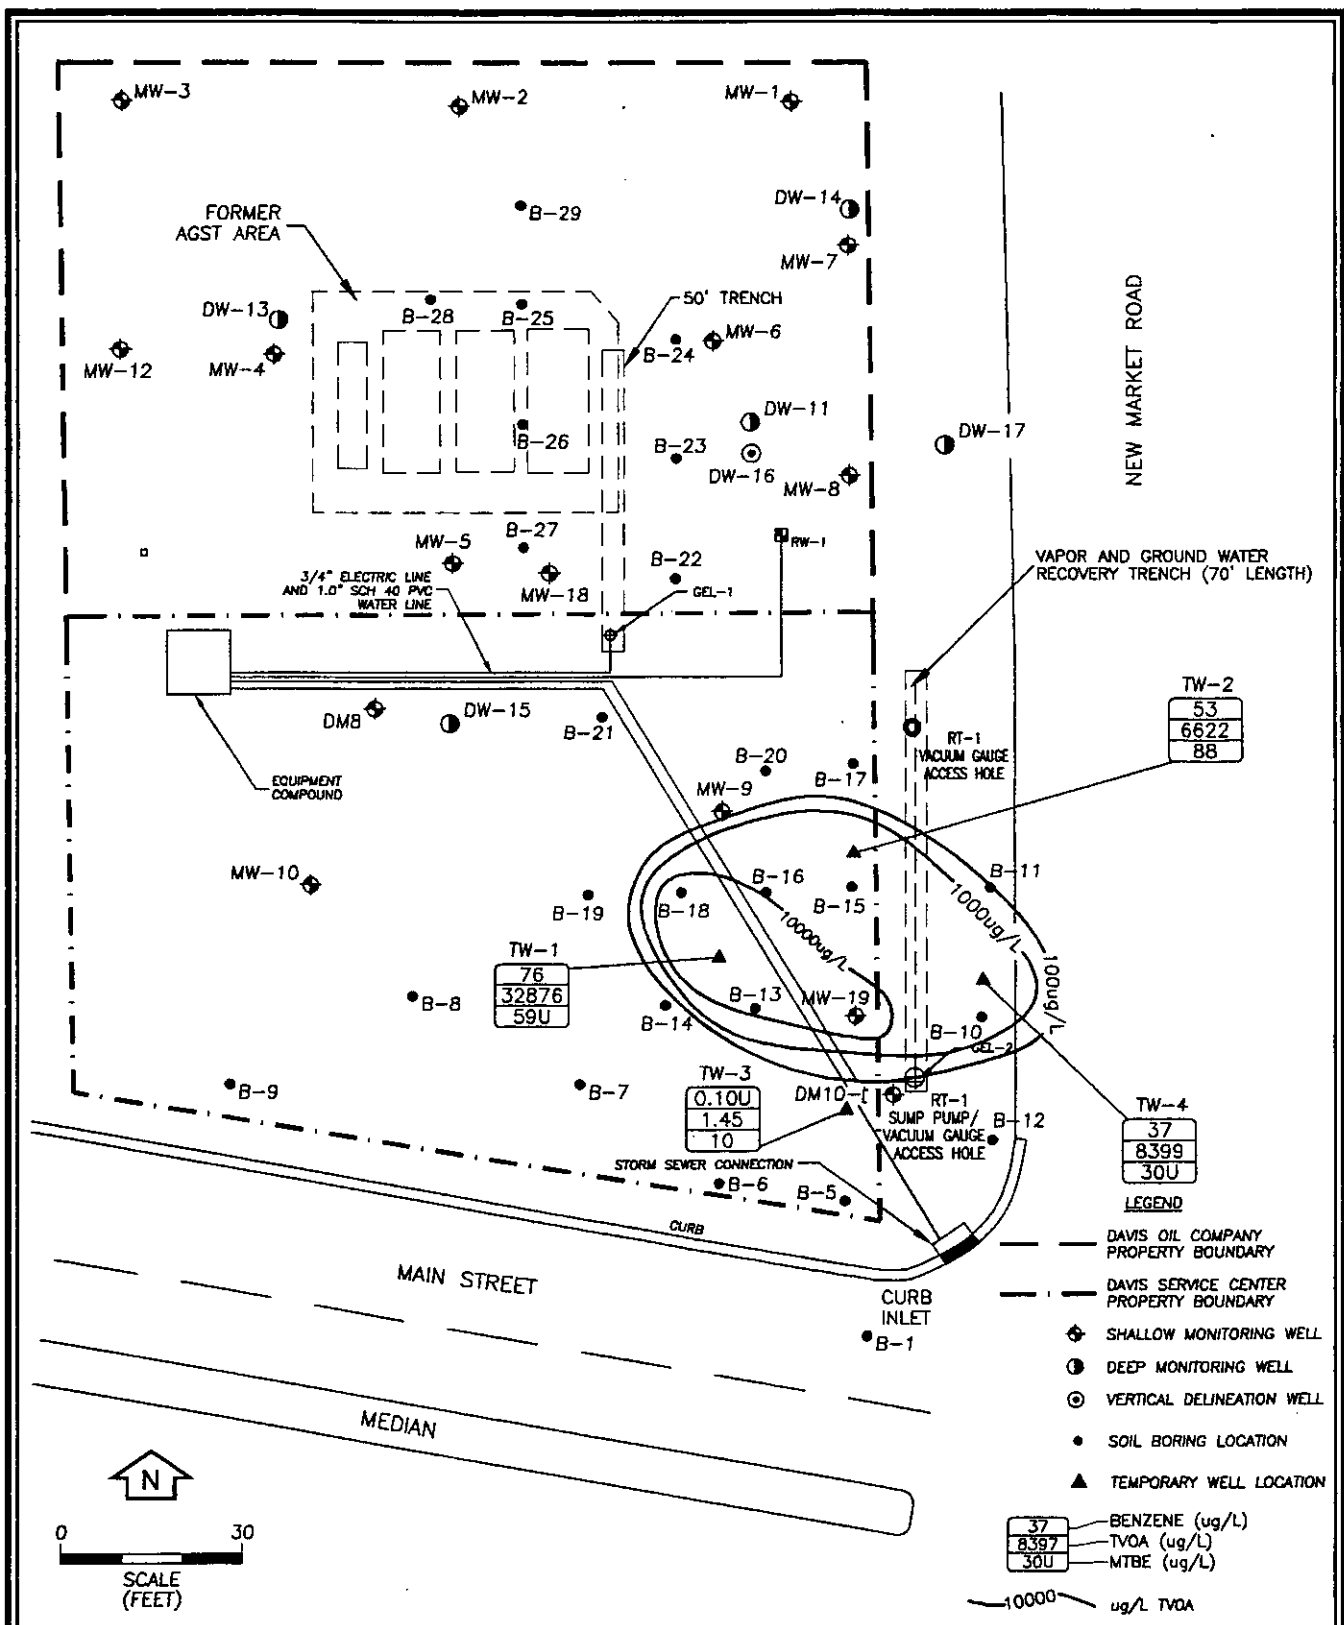 MW-3
MW-2
MW-1
DW-14
B-29
FORMER
AGST AREA
MW-7
50' TRENCH
DW-13
B-28
B-25
MW-6
B-24
MW-12
MW-4
NEW MARKET ROAD
DW-11
DW-17
B-26
B-23
DW-16
MW-8
B-27
RW-1
MW-5
VAPOR AND GROUND WATER
RECOVERY TRENCH (70' LENGTH)
3/4" ELECTRIC LINE
AND 1.0" SCH 40 PVC
WATER LINE
B-22
MW-18
GEL-1
TW-2
53
6622
88
DM8
DW-15
B-21
RT-1
VACUUM GAUGE
ACCESS HOLE
B-20
B-17
EQUIPMENT
COMPOUND
MW-9
MW-10
B-16
B-11
B-19
B-18
B-15
1000ug/L
10000ug/L
100ug/L
TW-1
76
32876
59U
B-8
B-13
MW-19
B-14
B-10
GEL-2
B-9
B-7
TW-3
0.10U
1.45
10
DM10-I
RT-1
SUMP PUMP/
VACUUM GAUGE
ACCESS HOLE
B-12
TW-4
37
8399
30U
STORM SEWER CONNECTION
B-6
B-5
LEGEND
CURB
DAVIS OIL COMPANY
PROPERTY BOUNDARY
MAIN STREET
DAVIS SERVICE CENTER
PROPERTY BOUNDARY
CURB
INLET
B-1
SHALLOW MONITORING WELL
DEEP MONITORING WELL
VERTICAL DELINEATION WELL
MEDIAN
SOIL BORING LOCATION
N
TEMPORARY WELL LOCATION
37 BENZENE (ug/L)
8397 TVOA (ug/L)
30U MTBE (ug/L)
0 30
SCALE
(FEET)
10000 ug/L TVOA